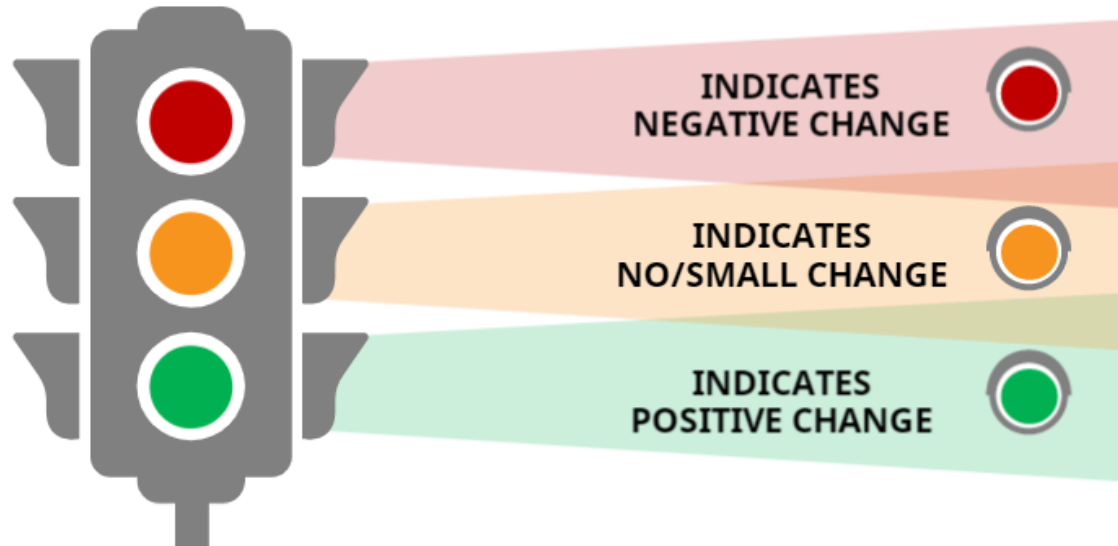 INDICATES
NEGATIVE CHANGE
INDICATES
NO/SMALL CHANGE
INDICATES
POSITIVE CHANGE